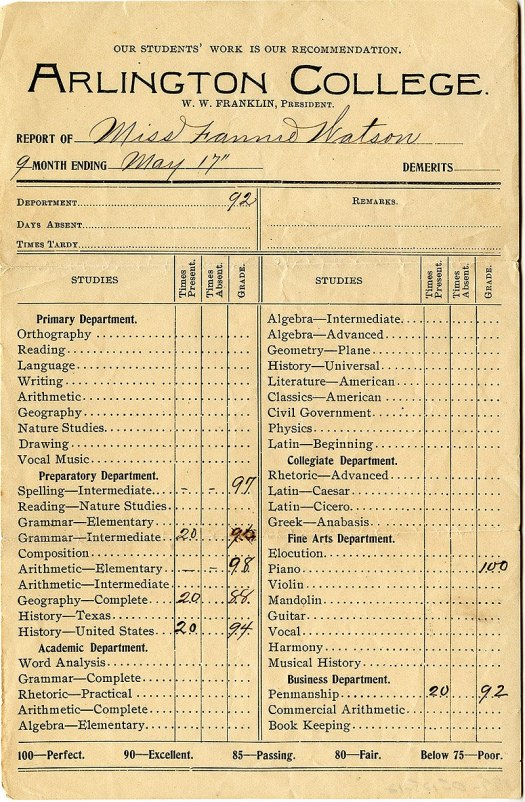 OUR STUDENTS' WORK IS OUR RECOMMENDATION.
ARLINGTON COLLEGE.
W. W. FRANKLIN, PRESIDENT.
REPORT OF Miss Fannie Watson
9 MONTH ENDING May 17" DEMERITS
DEPORTMENT 92
DAYS ABSENT
TIMES TARDY
REMARKS.
STUDIES Times Present. Times Absent. GRADE.
Primary Department.
Orthography
Reading
Language
Writing
Arithmetic
Geography
Nature Studies.
Drawing
Vocal Music
Preparatory Department.
Spelling—Intermediate. - - 97
Reading—Nature Studies
Grammar—Elementary
Grammar—Intermediate 20
Composition
Arithmetic—Elementary - - 98
Arithmetic—Intermediate
Geography—Complete 20 88
History—Texas
History—United States 20 94
Academic Department.
Word Analysis
Grammar—Complete
Rhetoric—Practical
Arithmetic—Complete
Algebra—Elementary
STUDIES Times Present. Times Absent. GRADE.
Algebra—Intermediate.
Algebra—Advanced
Geometry—Plane
History—Universal
Literature—American
Classics—American
Civil Government
Physics
Latin—Beginning
Collegiate Department.
Rhetoric—Advanced
Latin—Caesar
Latin—Cicero
Greek—Anabasis
Fine Arts Department.
Elocution
Piano 100
Violin
Mandolin
Guitar
Vocal
Harmony
Musical History
Business Department.
Penmanship 20 92
Commercial Arithmetic
Book Keeping
100—Perfect. 90—Excellent. 85—Passing. 80—Fair. Below 75—Poor.